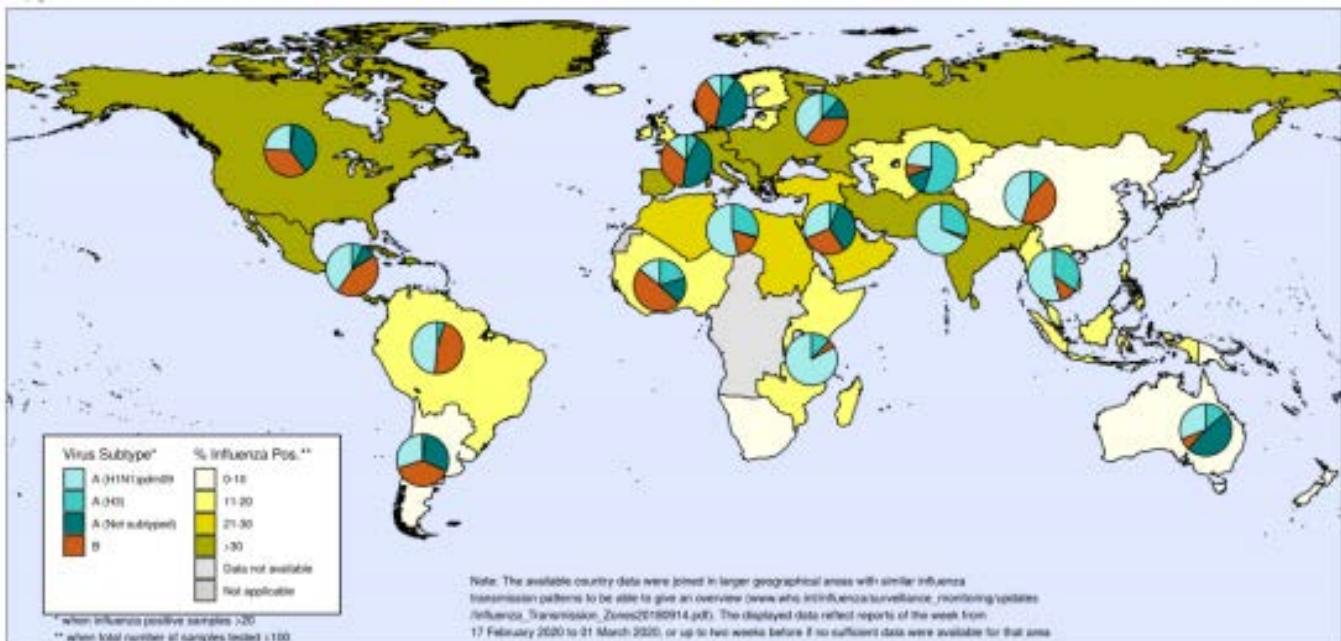 Virus Subtype*
A (H1N1)pdm09
A (H3)
A (Not subtyped)
B
% Influenza Pos.**
0-10
11-20
21-30
>30
Data not available
Not applicable
* when influenza positive samples >20
** when total number of samples tested >100
Note: The available country data were joined in larger geographical areas with similar influenza
transmission patterns to be able to give an overview (www.who.int/influenza/surveillance_monitoring/updates
/Influenza_Transmission_Zones20180914.pdf). The displayed data reflect reports of the week from
17 February 2020 to 01 March 2020, or up to two weeks before if no sufficient data were available for that area